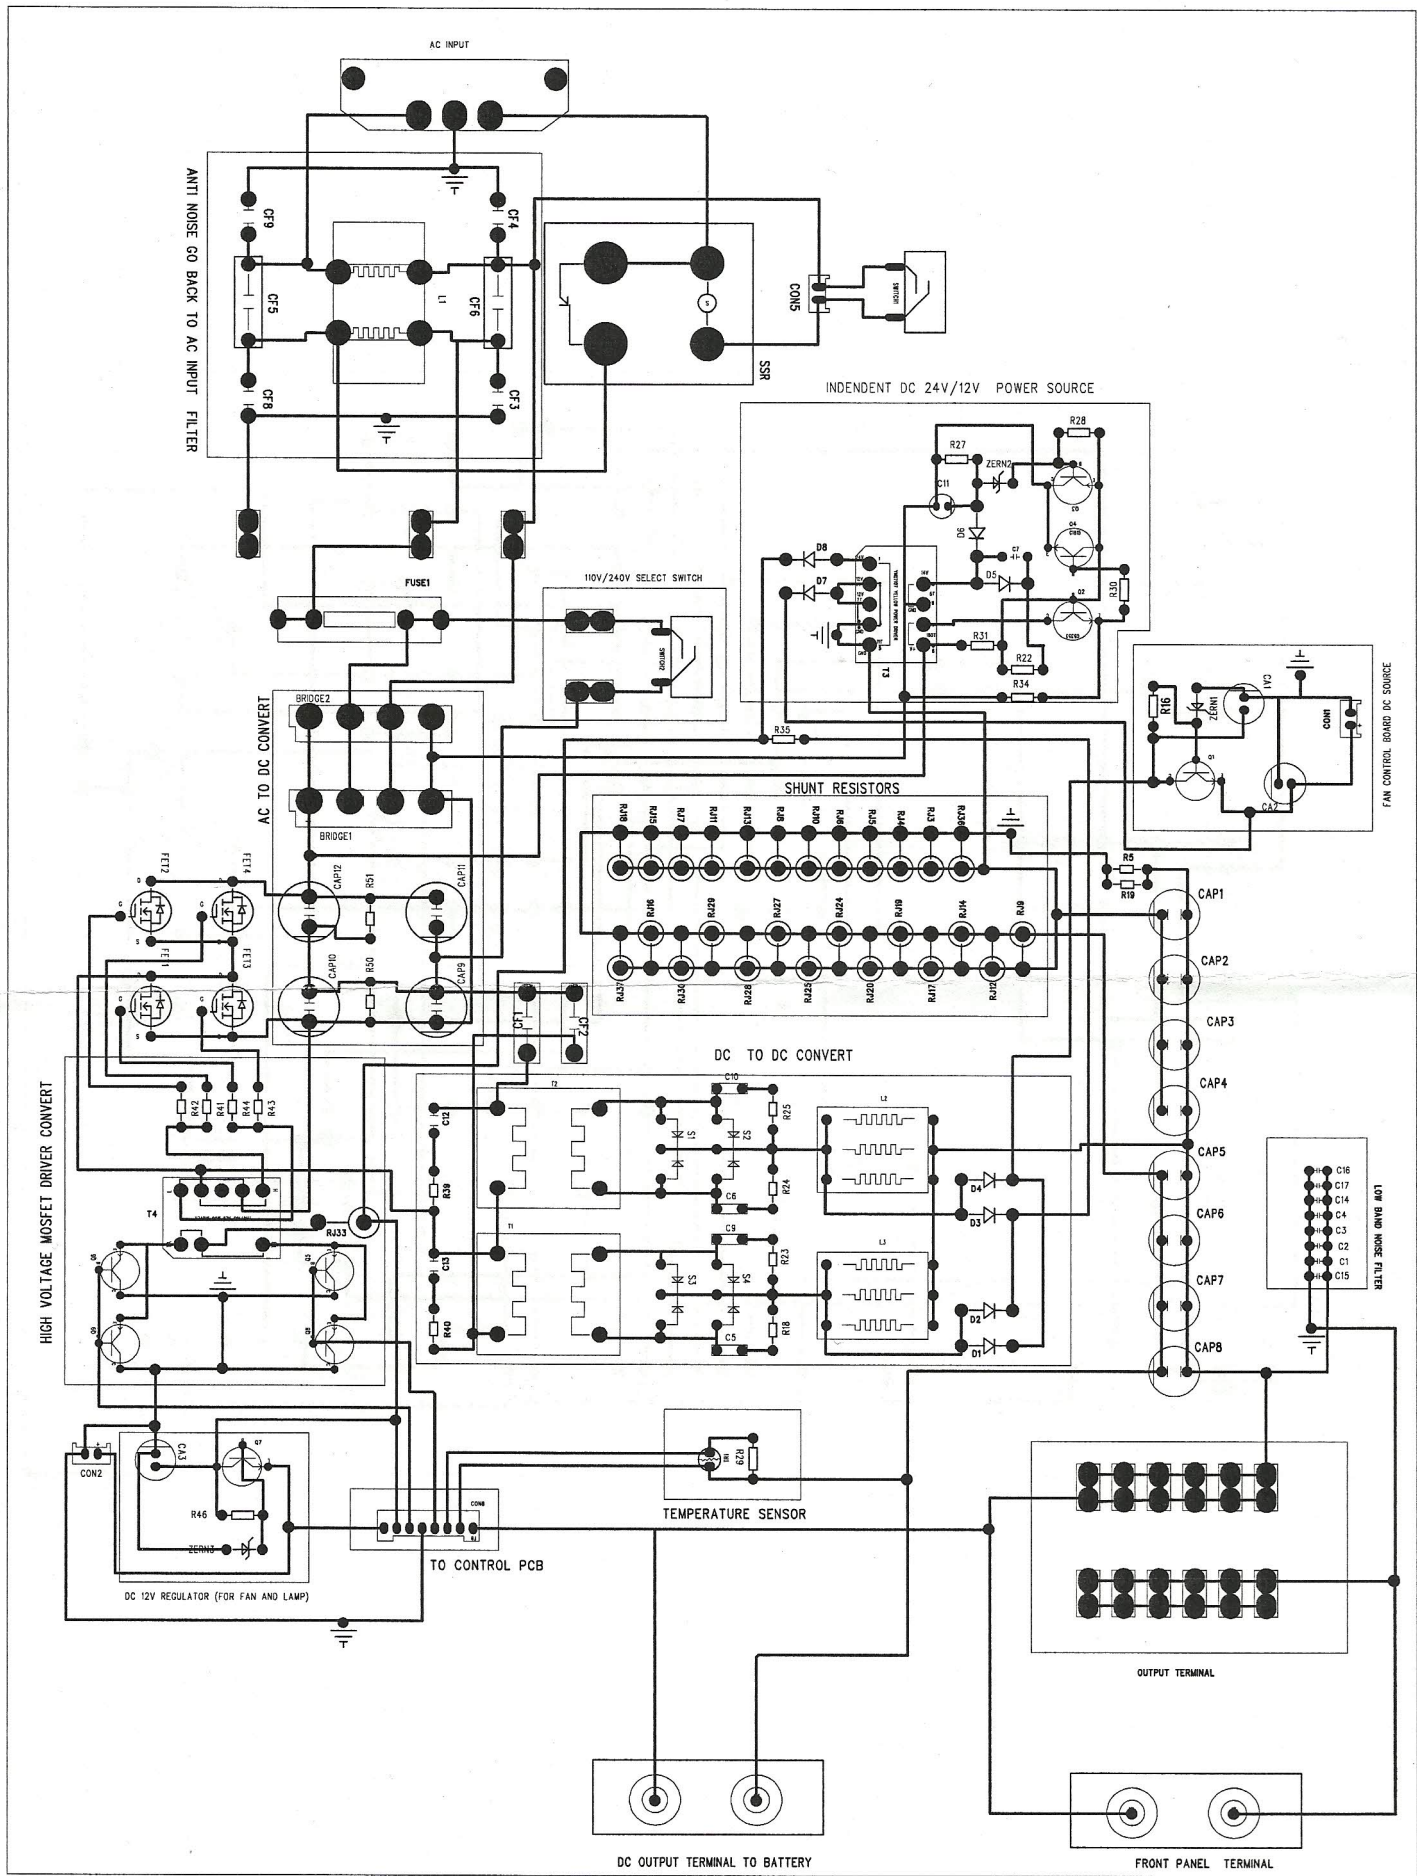 AC INPUT
ANTI NOISE GO BACK TO AC INPUT FILTER
CF9
CF4
CF5
L1
CF6
CF8
CF3
SSR
S
CON5
SWITCH1
INDENDENT DC 24V/12V POWER SOURCE
R28
R27
ZERN2
C11
Q3
Q4
D6
C7
D8
D5
R30
D7
Q2
R31
R22
R34
T3
FUSE1
110V/240V SELECT SWITCH
SWITCH2
FAN CONTROL BOARD DC SOURCE
CA1
R16
ZERN1
CON1
Q1
CA2
AC TO DC CONVERT
BRIDGE2
BRIDGE1
R35
SHUNT RESISTORS
RJ18
RJ15
RJ7
RJ11
RJ13
RJ8
RJ10
RJ6
RJ5
RJ4
RJ3
RA36
RJ16
RJ29
RJ27
RJ24
RJ19
RJ14
RJ9
RJ37
RJ30
RJ28
RJ25
RJ20
RJ17
RJ12
R5
R19
CAP1
CAP2
CAP3
CAP4
CAP5
CAP6
CAP7
CAP8
FET2
FET4
FET1
FET3
CAP12
R51
CAP11
CAP10
R50
CAP9
CF1
CF2
HIGH VOLTAGE MOSFET DRIVER CONVERT
R42
R41
R44
R43
T4
RJ33
Q6
Q5
Q9
Q8
DC TO DC CONVERT
T2
C10
C12
S1
S2
R25
L2
R39
C6
R24
D4
D3
T1
C9
C13
S3
S4
R23
L3
R40
C5
R18
D2
D1
LOW BAND NOISE FILTER
C16
C17
C14
C4
C3
C2
C1
C15
CON2
CA3
Q7
R46
ZERN3
DC 12V REGULATOR (FOR FAN AND LAMP)
CON8
TO CONTROL PCB
R29
TEMPERATURE SENSOR
OUTPUT TERMINAL
DC OUTPUT TERMINAL TO BATTERY
FRONT PANEL TERMINAL